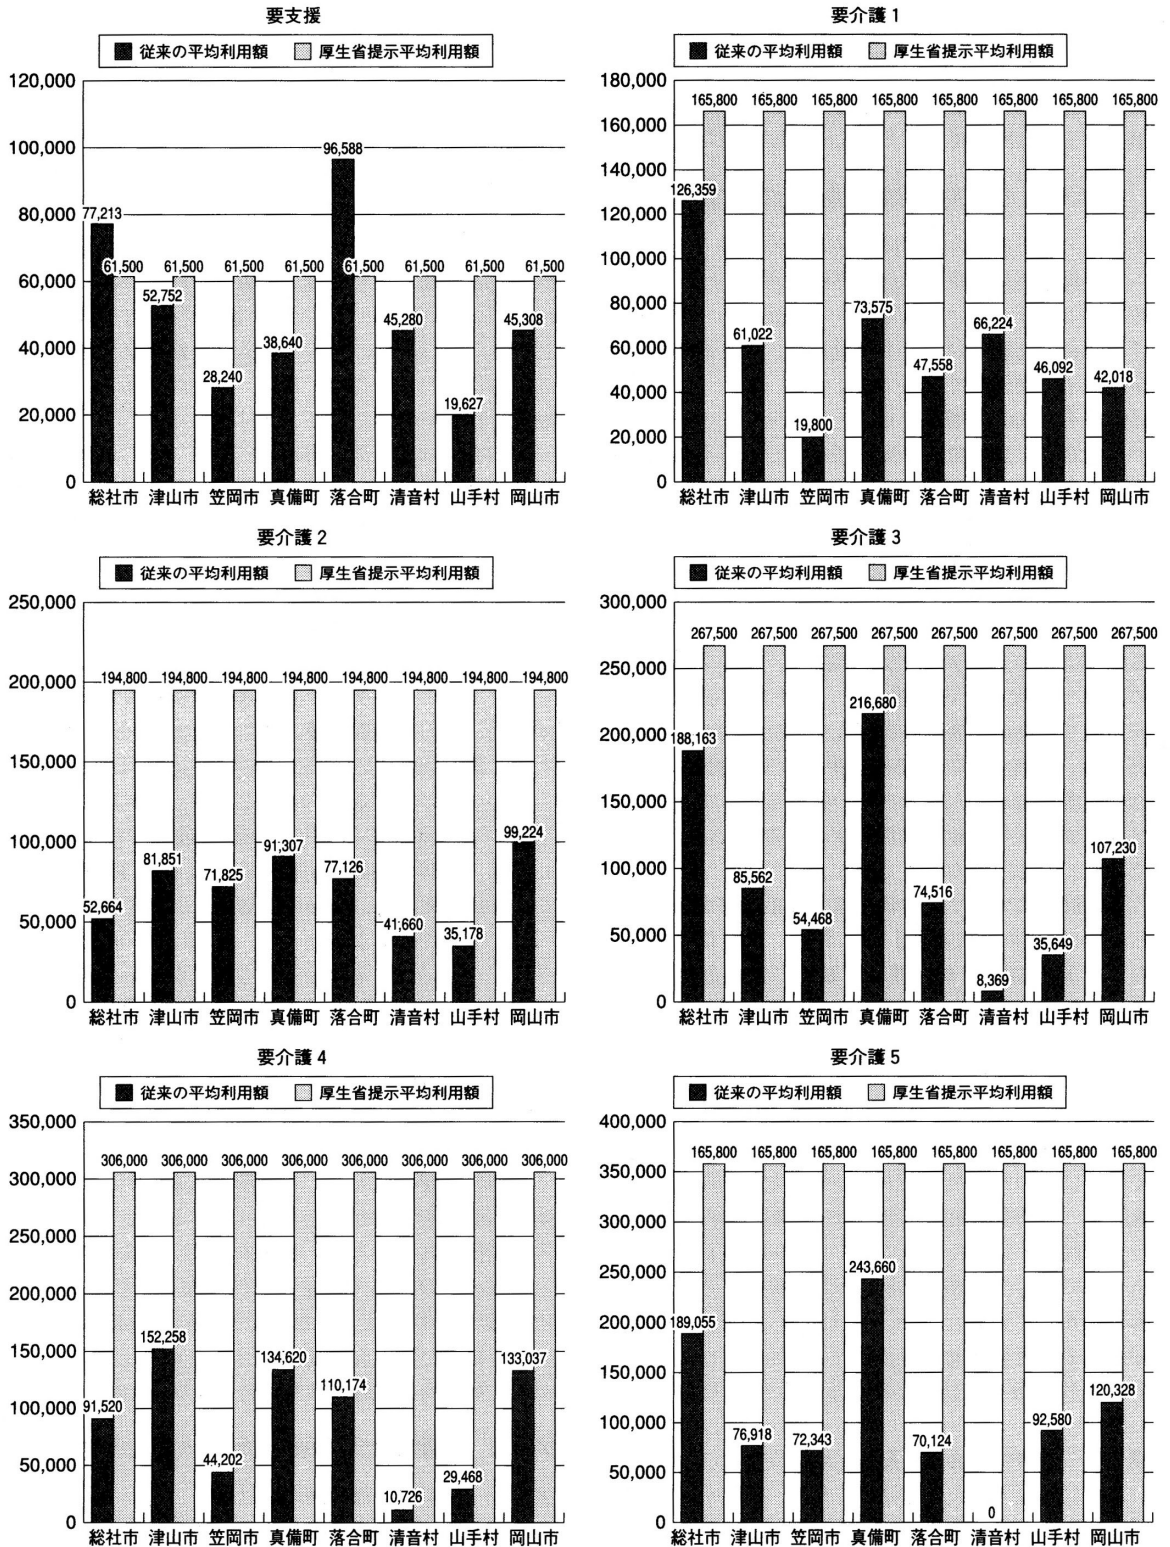 要支援
従来の平均利用額 厚生省提示平均利用額
120,000
100,000
80,000
60,000
40,000
20,000
0
77,213 61,500 52,752 61,500 28,240 61,500 38,640 61,500 96,588 61,500 45,280 61,500 19,627 61,500 45,308 61,500
総社市 津山市 笠岡市 真備町 落合町 清音村 山手村 岡山市
要介護1
従来の平均利用額 厚生省提示平均利用額
180,000
160,000
140,000
120,000
100,000
80,000
60,000
40,000
20,000
0
126,359 165,800 61,022 165,800 19,800 165,800 73,575 165,800 47,558 165,800 66,224 165,800 46,092 165,800 42,018 165,800
総社市 津山市 笠岡市 真備町 落合町 清音村 山手村 岡山市
要介護2
従来の平均利用額 厚生省提示平均利用額
250,000
200,000
150,000
100,000
50,000
0
52,664 194,800 81,851 194,800 71,825 194,800 91,307 194,800 77,126 194,800 41,660 194,800 35,178 194,800 99,224 194,800
総社市 津山市 笠岡市 真備町 落合町 清音村 山手村 岡山市
要介護3
従来の平均利用額 厚生省提示平均利用額
300,000
250,000
200,000
150,000
100,000
50,000
0
188,163 267,500 85,562 267,500 54,468 267,500 216,680 267,500 74,516 267,500 8,369 267,500 35,649 267,500 107,230 267,500
総社市 津山市 笠岡市 真備町 落合町 清音村 山手村 岡山市
要介護4
従来の平均利用額 厚生省提示平均利用額
350,000
300,000
250,000
200,000
150,000
100,000
50,000
0
91,520 306,000 152,258 306,000 44,202 306,000 134,620 306,000 110,174 306,000 10,726 306,000 29,468 306,000 133,037 306,000
総社市 津山市 笠岡市 真備町 落合町 清音村 山手村 岡山市
要介護5
従来の平均利用額 厚生省提示平均利用額
400,000
350,000
300,000
250,000
200,000
150,000
100,000
50,000
0
189,055 165,800 76,918 165,800 72,343 165,800 243,660 165,800 70,124 165,800 0 165,800 92,580 165,800 120,328 165,800
総社市 津山市 笠岡市 真備町 落合町 清音村 山手村 岡山市